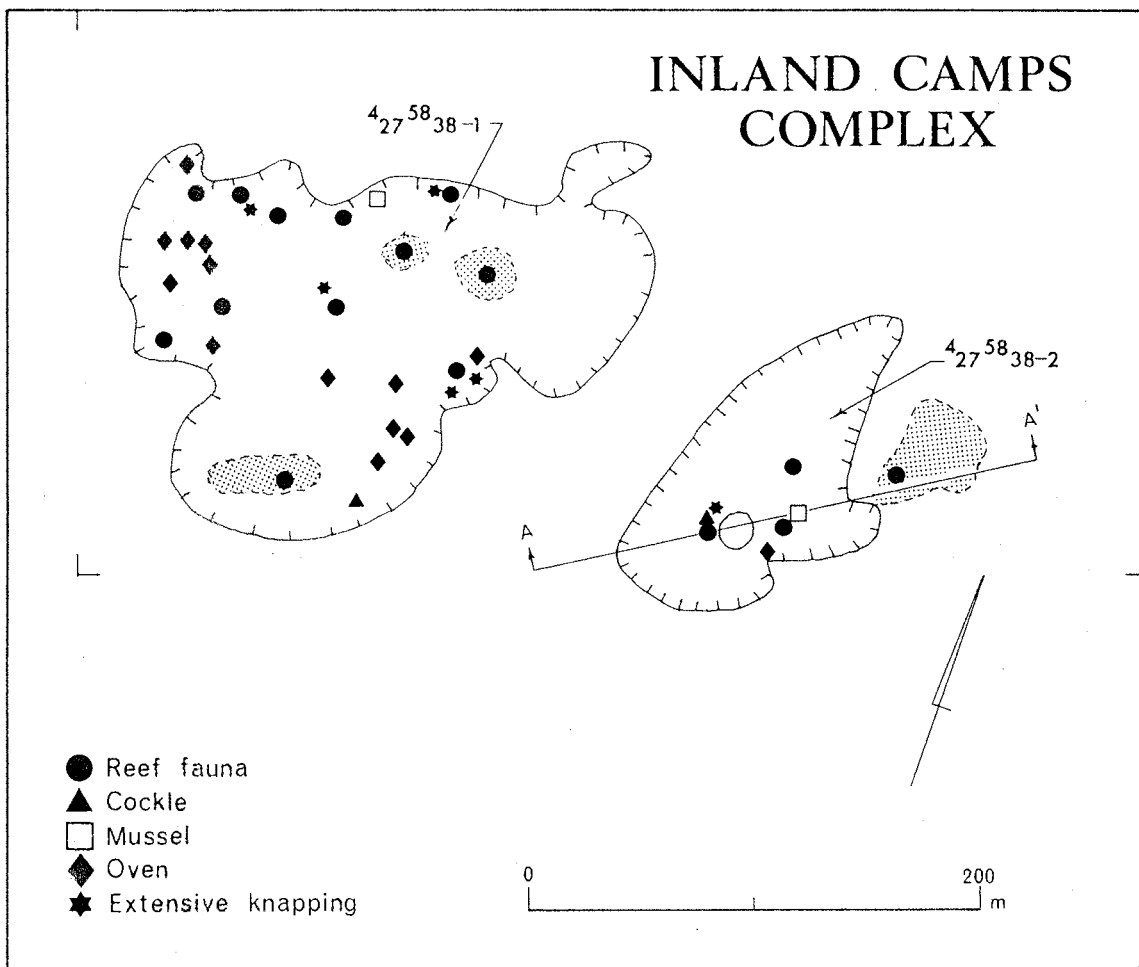 INLAND CAMPS
COMPLEX
4 27 58 38-1
4 27 58 38-2
A
A'
Reef fauna
Cockle
Mussel
Oven
Extensive knapping
0 200
m